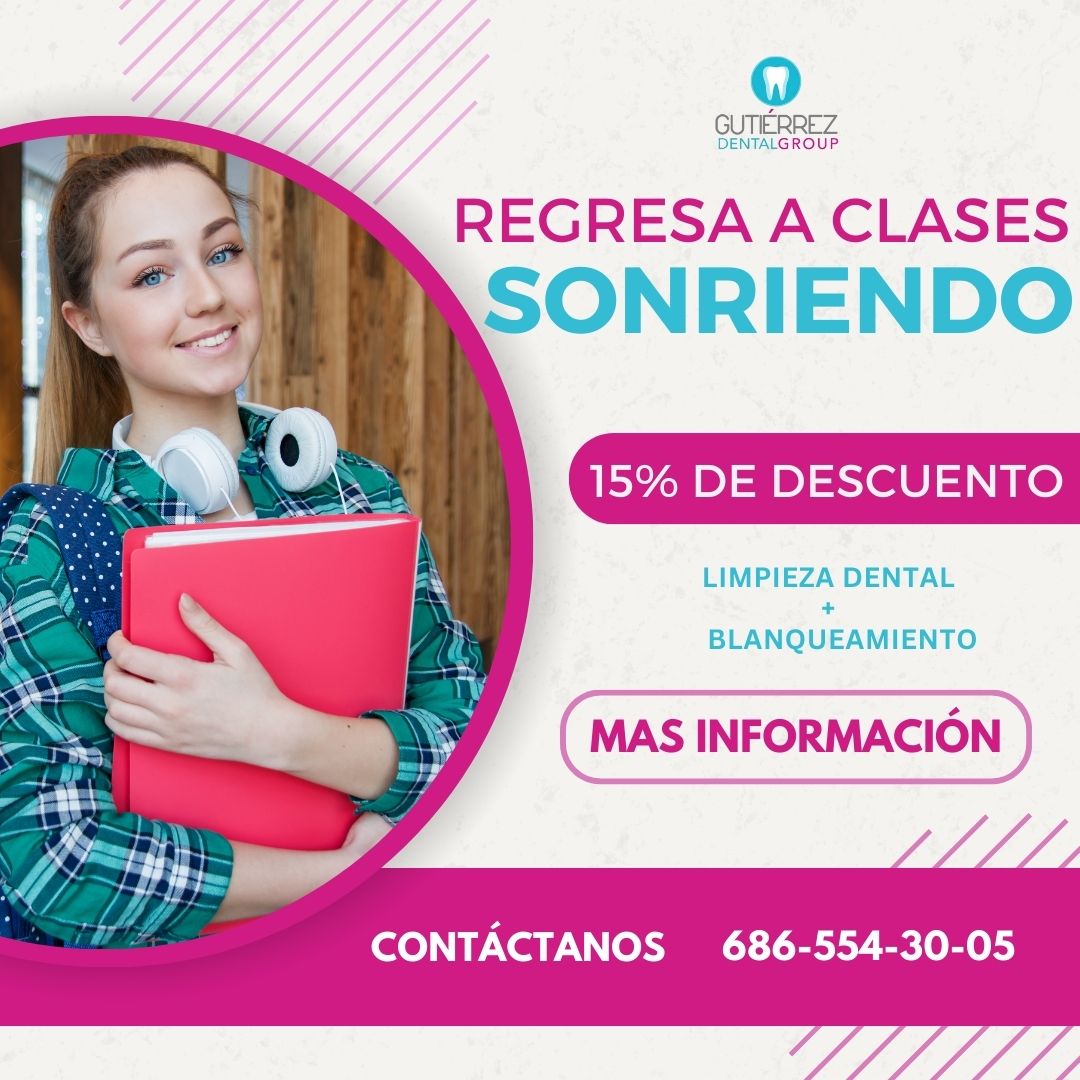 GUTIÉRREZ
DENTALGROUP
REGRESA A CLASES
SONRIENDO
15% DE DESCUENTO
LIMPIEZA DENTAL
+
BLANQUEAMIENTO
MAS INFORMACIÓN
CONTÁCTANOS 686-554-30-05